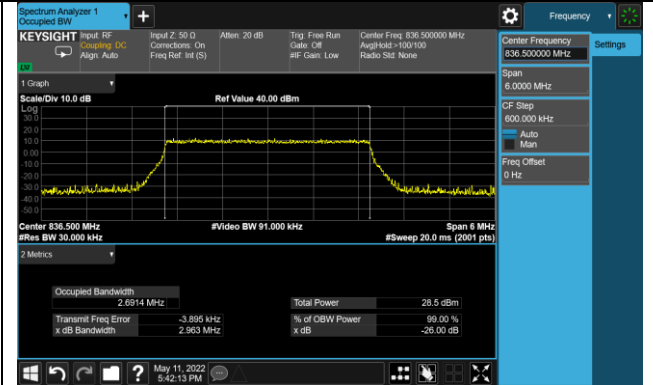 Spectrum Analyzer 1
Occupied BW
Frequency
KEYSIGHT
Input: RF
Coupling: DC
Align: Auto
Input Z: 50 Ω
Corrections: On
Freq Ref: Int (S)
Atten: 20 dB
Trig: Free Run
Gate: Off
#IF Gain: Low
Center Freq: 836.500000 MHz
Avg|Hold:>100/100
Radio Std: None
Center Frequency
836.500000 MHz
Settings
Span
6.0000 MHz
CF Step
600.000 kHz
Auto
Man
Freq Offset
0 Hz
1 Graph
Scale/Div 10.0 dB
Ref Value 40.00 dBm
Log
30.0
20.0
10.0
0.00
-10.0
-20.0
-30.0
-40.0
-50.0
Center 836.500 MHz
#Video BW 91.000 kHz
Span 6 MHz
#Res BW 30.000 kHz
#Sweep 20.0 ms (2001 pts)
2 Metrics
Occupied Bandwidth
2.6914 MHz
Total Power
28.5 dBm
Transmit Freq Error
-3.895 kHz
% of OBW Power
99.00 %
x dB Bandwidth
2.963 MHz
x dB
-26.00 dB
May 11, 2022
5:42:13 PM